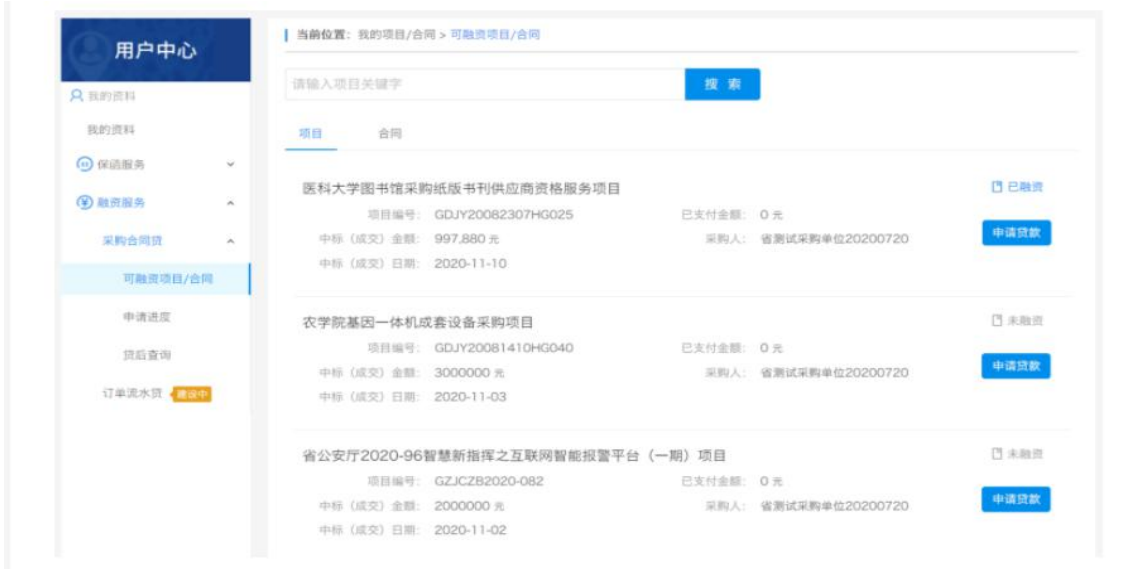 用户中心
当前位置：我的项目/合同 > 可融资项目/合同
请输入项目关键字
搜 索
我的资料
我的资料
保函服务
融资服务
采购合同贷
可融资项目/合同
申请进度
贷后查询
订单流水贷 建设中
项目 合同
医科大学图书馆采购纸版书刊供应商资格服务项目 已融资
项目编号： GDJY20082307HG025 已支付金额： 0 元
中标（成交）金额： 997,880 元 采购人： 省测试采购单位20200720 申请贷款
中标（成交）日期： 2020-11-10
农学院基因一体机成套设备采购项目 未融资
项目编号： GDJY20081410HG040 已支付金额： 0 元
中标（成交）金额： 3000000 元 采购人： 省测试采购单位20200720 申请贷款
中标（成交）日期： 2020-11-03
省公安厅2020-96智慧新指挥之互联网智能报警平台（一期）项目 未融资
项目编号： GZJCZB2020-082 已支付金额： 0 元
中标（成交）金额： 2000000 元 采购人： 省测试采购单位20200720 申请贷款
中标（成交）日期： 2020-11-02